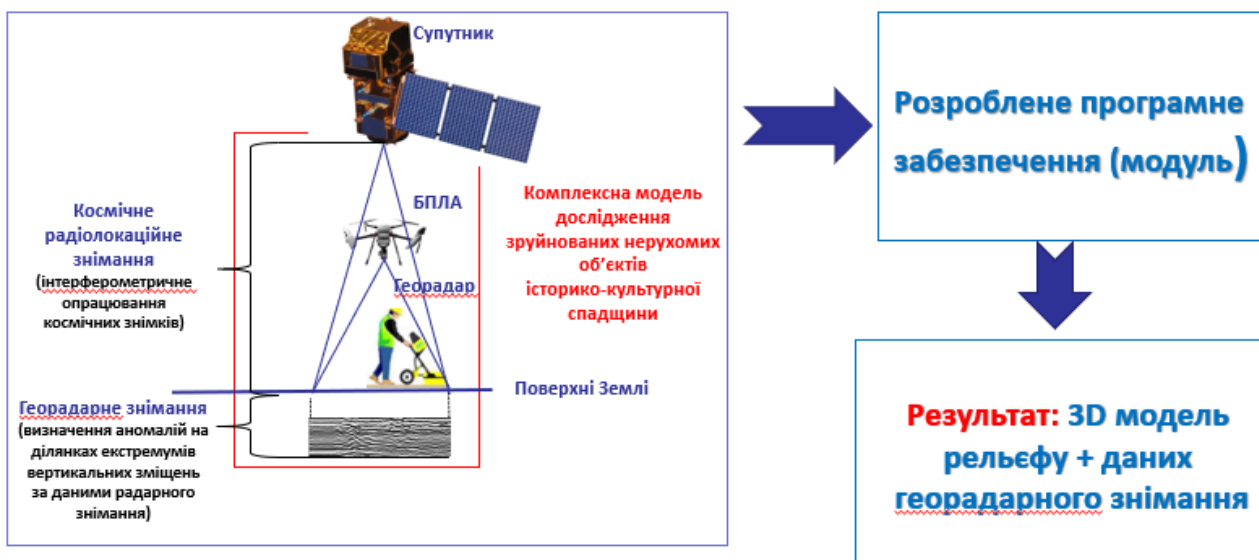 Супутник
БПЛА
Георадар
Космічне
радіолокаційне
знімання
(інтерферометричне
опрацювання
космічних знімків)
Комплексна модель
дослідження
зруйнованих нерухомих
об’єктів
історико-культурної
спадщини
Поверхні Землі
Георадарне знімання
(визначення аномалій на
ділянках екстремумів
вертикальних зміщень
за даними радарного
знімання)
Розроблене програмне
забезпечення (модуль)
Результат: 3D модель
рельєфу + даних
георадарного знімання